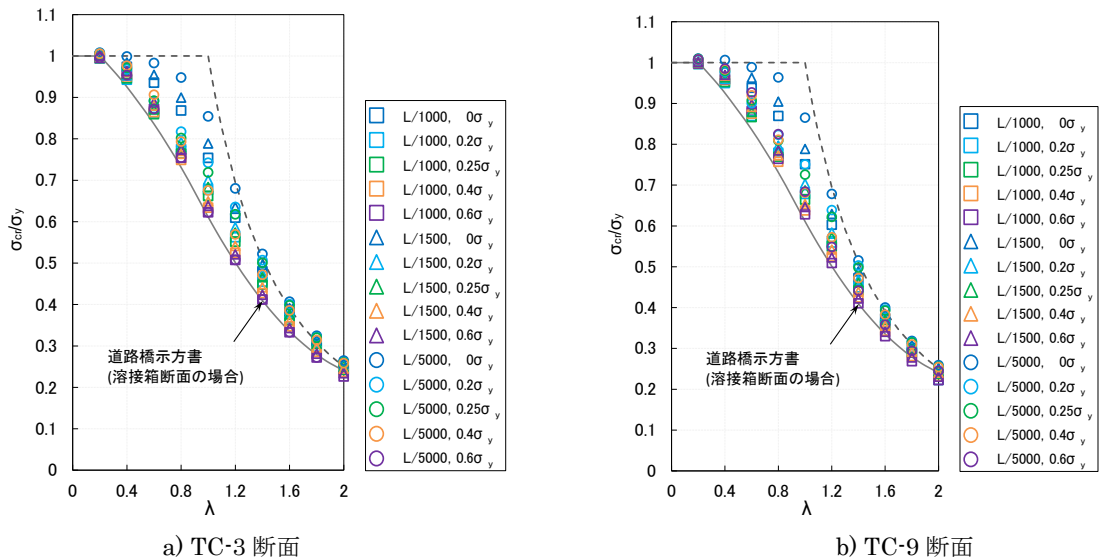 1.1
1
0.9
0.8
0.7
0.6
0.5
0.4
0.3
0.2
0.1
0
0 0.4 0.8 1.2 1.6 2
σcr/σy
λ
道路橋示方書
(溶接箱断面の場合)
L/1000, 0σy
L/1000, 0.2σy
L/1000, 0.25σy
L/1000, 0.4σy
L/1000, 0.6σy
L/1500, 0σy
L/1500, 0.2σy
L/1500, 0.25σy
L/1500, 0.4σy
L/1500, 0.6σy
L/5000, 0σy
L/5000, 0.2σy
L/5000, 0.25σy
L/5000, 0.4σy
L/5000, 0.6σy
a) TC-3 断面
1.1
1
0.9
0.8
0.7
0.6
0.5
0.4
0.3
0.2
0.1
0
0 0.4 0.8 1.2 1.6 2
σcr/σy
λ
道路橋示方書
(溶接箱断面の場合)
L/1000, 0σy
L/1000, 0.2σy
L/1000, 0.25σy
L/1000, 0.4σy
L/1000, 0.6σy
L/1500, 0σy
L/1500, 0.2σy
L/1500, 0.25σy
L/1500, 0.4σy
L/1500, 0.6σy
L/5000, 0σy
L/5000, 0.2σy
L/5000, 0.25σy
L/5000, 0.4σy
L/5000, 0.6σy
b) TC-9 断面